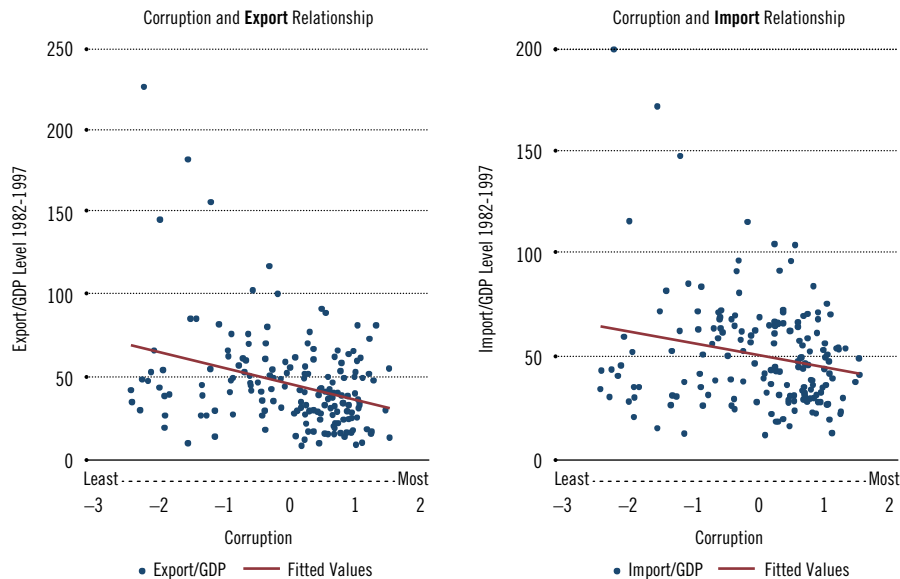 Corruption and Export Relationship
250
200
150
100
50
0
Export/GDP Level 1982-1997
Least Most
–3 –2 –1 0 1 2
Corruption
Export/GDP Fitted Values
Corruption and Import Relationship
200
150
100
50
0
Import/GDP Level 1982-1997
Least Most
–3 –2 –1 0 1 2
Corruption
Import/GDP Fitted Values